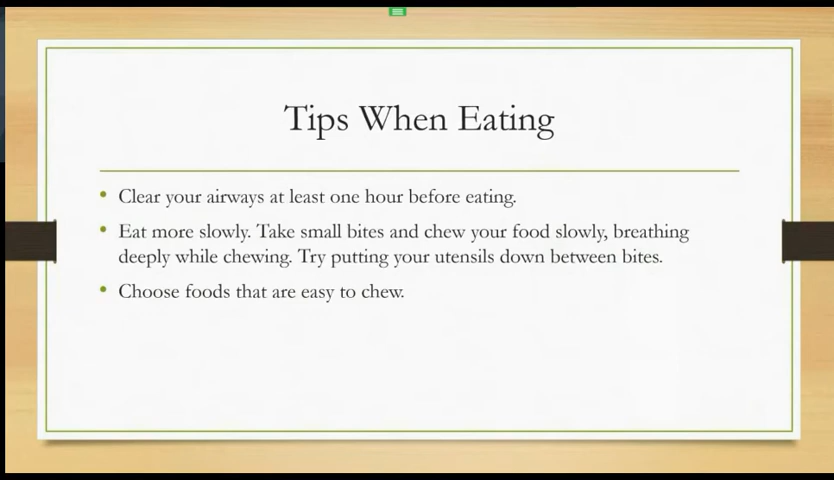 Tips When Eating
• Clear your airways at least one hour before eating.
• Eat more slowly. Take small bites and chew your food slowly, breathing
deeply while chewing. Try putting your utensils down between bites.
• Choose foods that are easy to chew.